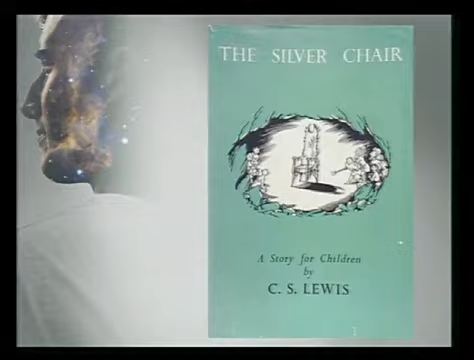 THE SILVER CHAIR
A Story for Children
by
C. S. LEWIS